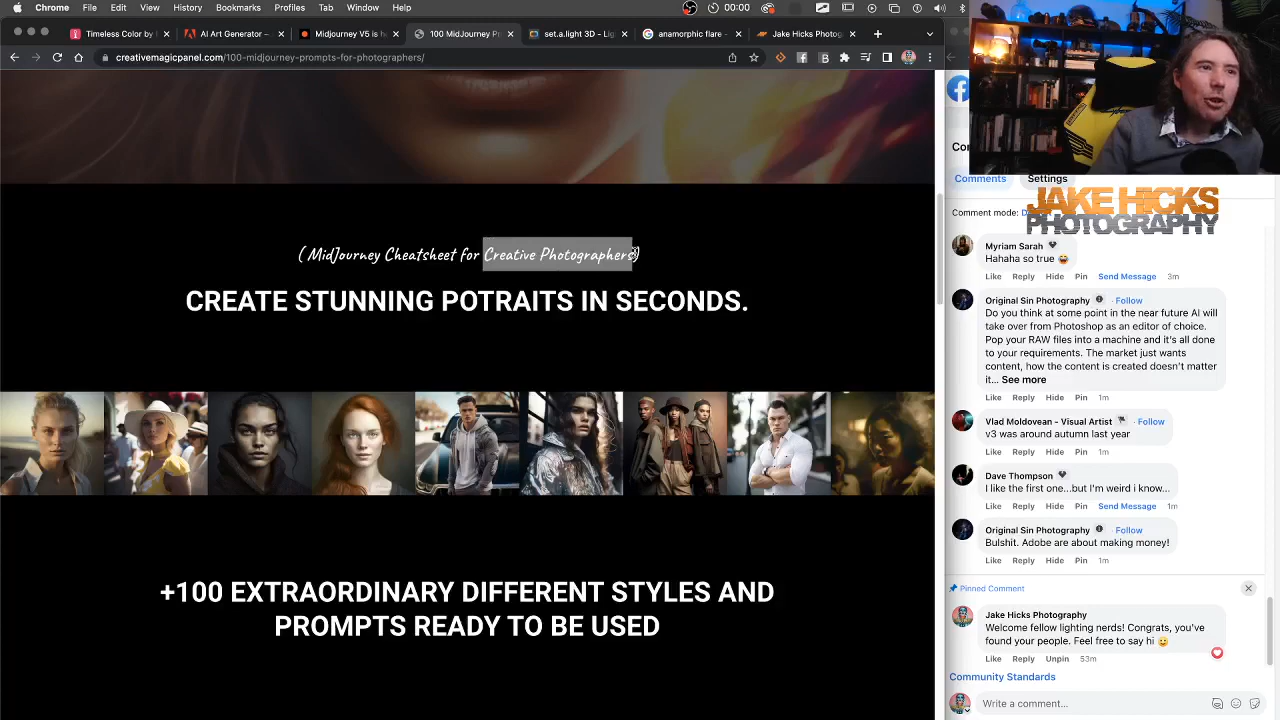 Chrome File Edit View History Bookmarks Profiles Tab Window Help 00:00
Timeless Color by
AI Art Generator –
Midjourney V5 is
100 MidJourney
set.a.light 3D - Lig
anamorphic flare -
Jake Hicks Photog
creativemagicpanel.com/100-midjourney-prompts-for-photographers/
( MidJourney Cheatsheet for Creative Photographers)
CREATE STUNNING POTRAITS IN SECONDS.
+100 EXTRAORDINARY DIFFERENT STYLES AND
PROMPTS READY TO BE USED
Comments Settings
JAKE HICKS
PHOTOGRAPHY
Comment mode:
Myriam Sarah
Hahaha so true 😂
Like Reply Hide Pin Send Message 3m
Original Sin Photography · Follow
Do you think at some point in the near future AI will
take over from Photoshop as an editor of choice.
Pop your RAW files into a machine and it's all done
to your requirements. The market just wants
content, how the content is created doesn't matter
it... See more
Like Reply Hide Pin 1m
Vlad Moldovean - Visual Artist · Follow
v3 was around autumn last year
Like Reply Hide Pin 1m
Dave Thompson
I like the first one...but I'm weird i know...
Like Reply Hide Pin Send Message 1m
Original Sin Photography · Follow
Bulshit. Adobe are about making money!
Like Reply Hide Pin 1m
Pinned Comment
Jake Hicks Photography
Welcome fellow lighting nerds! Congrats, you've
found your people. Feel free to say hi 😀
Like Reply Unpin 53m
Community Standards
Write a comment...